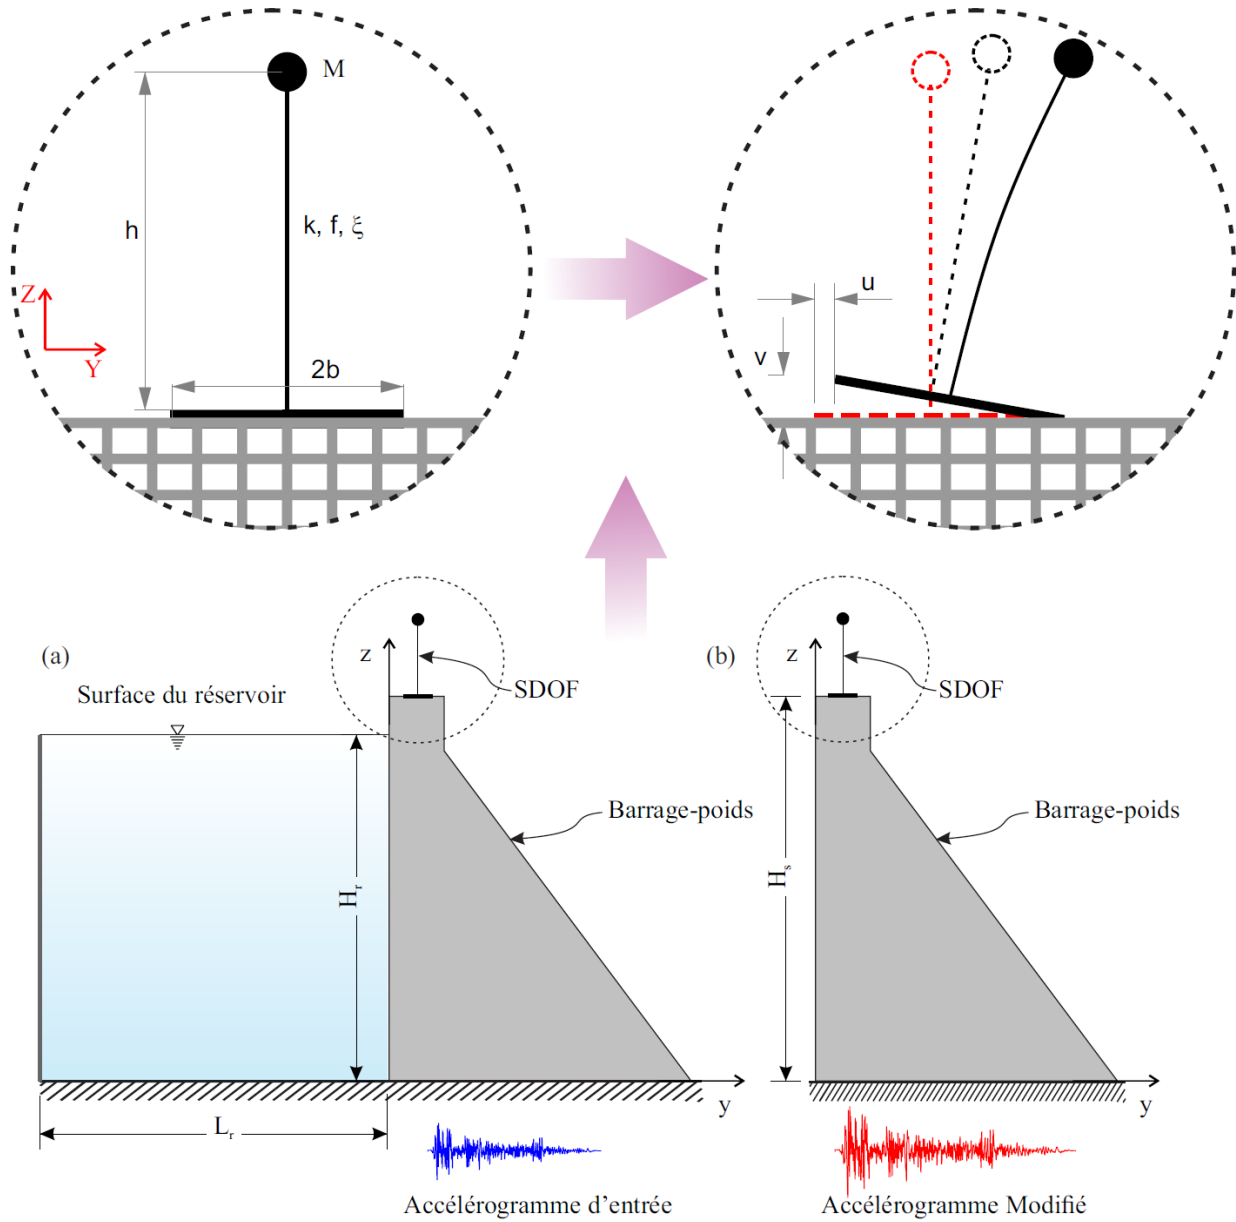 M
h
k, f, ξ
Z
Y
2b
u
v
(a)
z
SDOF
Surface du réservoir
Barrage-poids
Hr
y
Lr
Accélérogramme d'entrée
(b)
z
SDOF
Barrage-poids
Hs
y
Accélérogramme Modifié